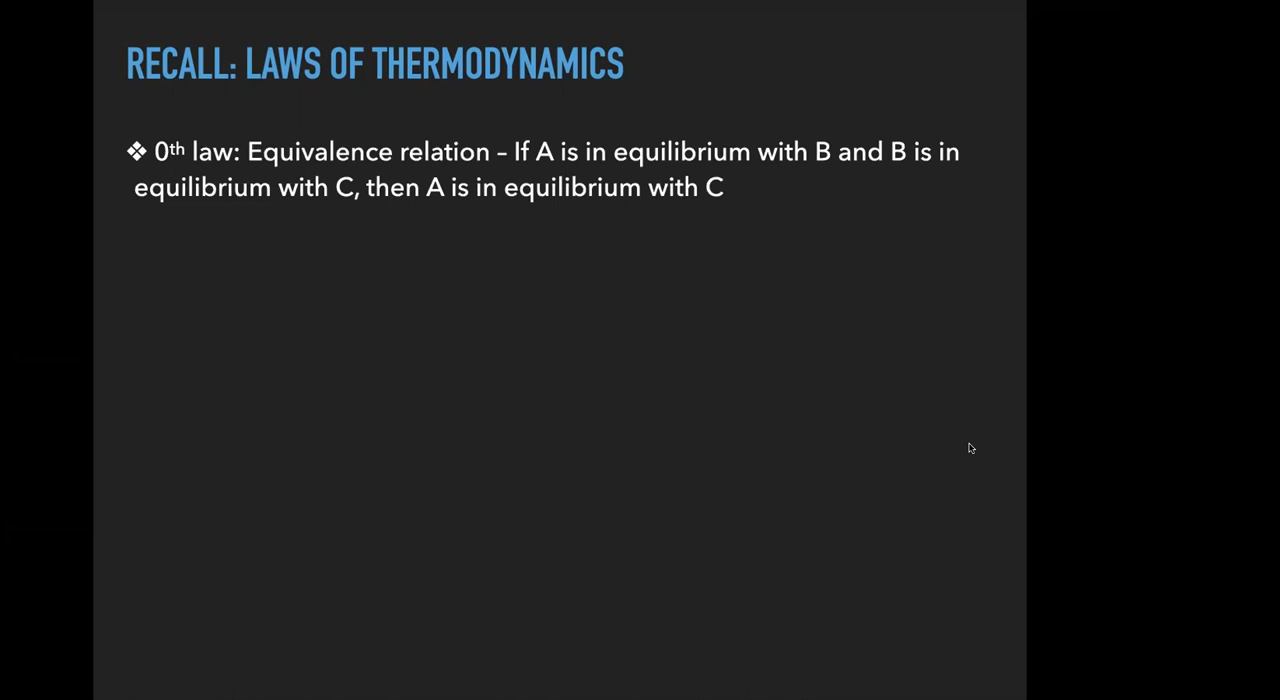 RECALL: LAWS OF THERMODYNAMICS
❖ 0th law: Equivalence relation – If A is in equilibrium with B and B is in
equilibrium with C, then A is in equilibrium with C